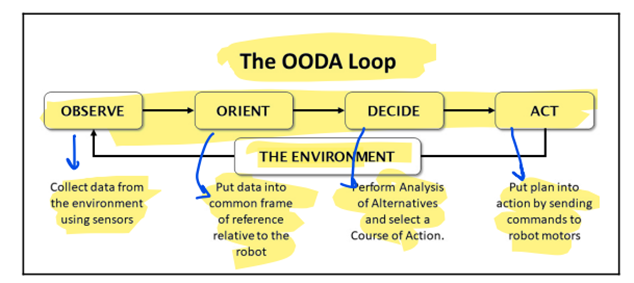 The OODA Loop
OBSERVE
ORIENT
DECIDE
ACT
THE ENVIRONMENT
Collect data from
the environment
using sensors
Put data into
common frame
of reference
relative to the
robot
Perform Analysis
of Alternatives
and select a
Course of Action.
Put plan into
action by sending
commands to
robot motors